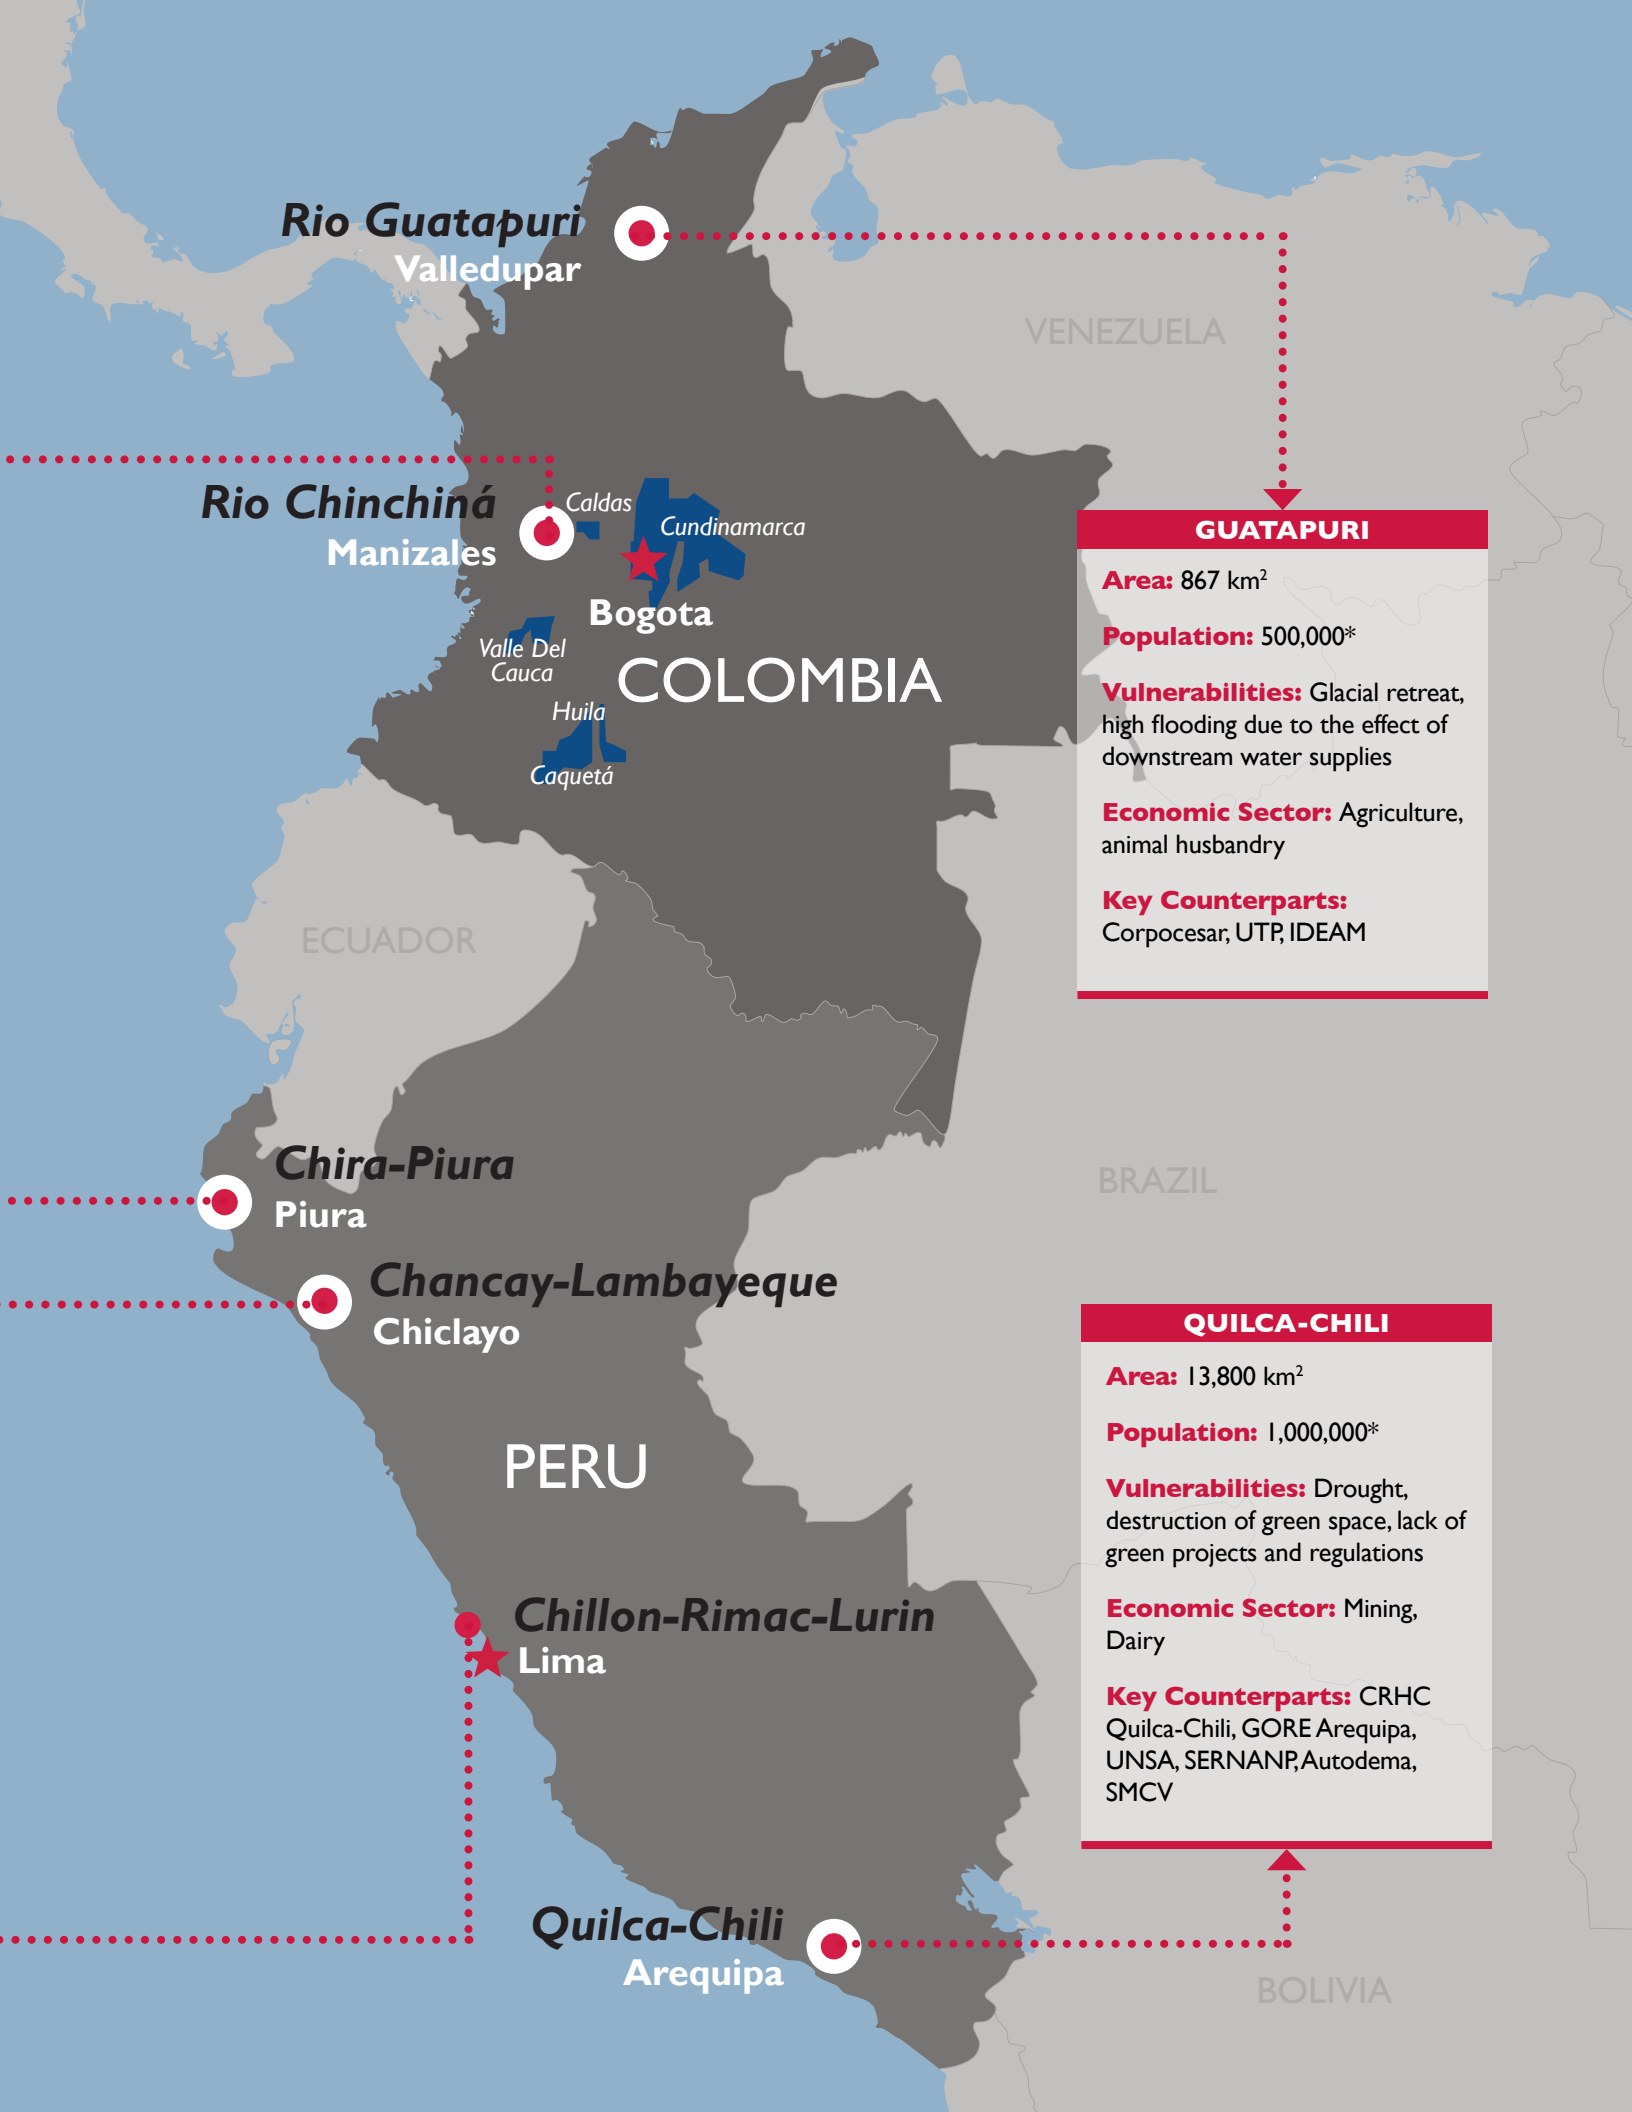 Rio Guatapuri
Valledupar
VENEZUELA
Rio Chinchiná
Manizales
Caldas
Cundinamarca
Bogota
Valle Del
Cauca
COLOMBIA
Huila
Caquetá
GUATAPURI
Area: 867 km²
Population: 500,000*
Vulnerabilities: Glacial retreat,
high flooding due to the effect of
downstream water supplies
Economic Sector: Agriculture,
animal husbandry
Key Counterparts:
Corpocesar, UTP, IDEAM
ECUADOR
Chira-Piura
Piura
BRAZIL
Chancay-Lambayeque
Chiclayo
PERU
Chillon-Rimac-Lurin
Lima
QUILCA-CHILI
Area: 13,800 km²
Population: 1,000,000*
Vulnerabilities: Drought,
destruction of green space, lack of
green projects and regulations
Economic Sector: Mining,
Dairy
Key Counterparts: CRHC
Quilca-Chili, GORE Arequipa,
UNSA, SERNANP, Autodema,
SMCV
Quilca-Chili
Arequipa
BOLIVIA